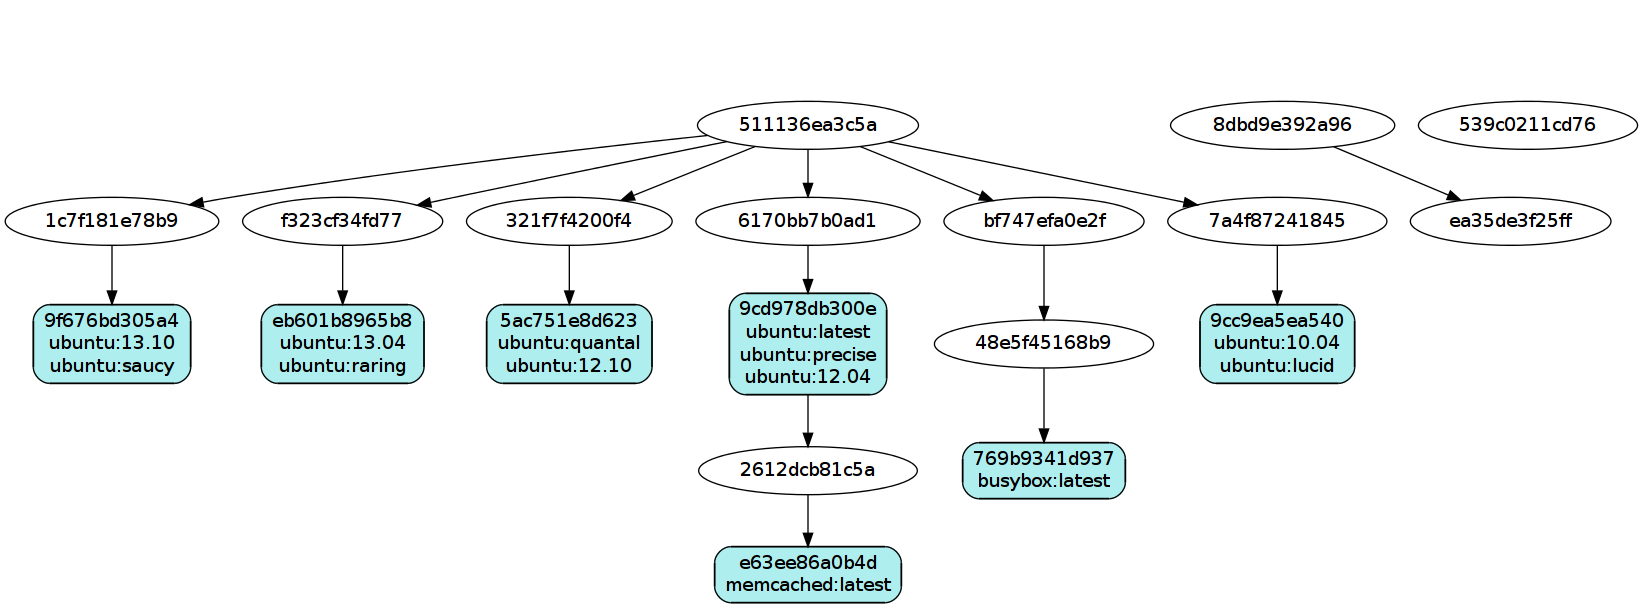 511136ea3c5a
8dbd9e392a96
539c0211cd76
1c7f181e78b9
f323cf34fd77
321f7f4200f4
6170bb7b0ad1
bf747efa0e2f
7a4f87241845
ea35de3f25ff
9f676bd305a4
ubuntu:13.10
ubuntu:saucy
eb601b8965b8
ubuntu:13.04
ubuntu:raring
5ac751e8d623
ubuntu:quantal
ubuntu:12.10
9cd978db300e
ubuntu:latest
ubuntu:precise
ubuntu:12.04
48e5f45168b9
9cc9ea5ea540
ubuntu:10.04
ubuntu:lucid
2612dcb81c5a
769b9341d937
busybox:latest
e63ee86a0b4d
memcached:latest